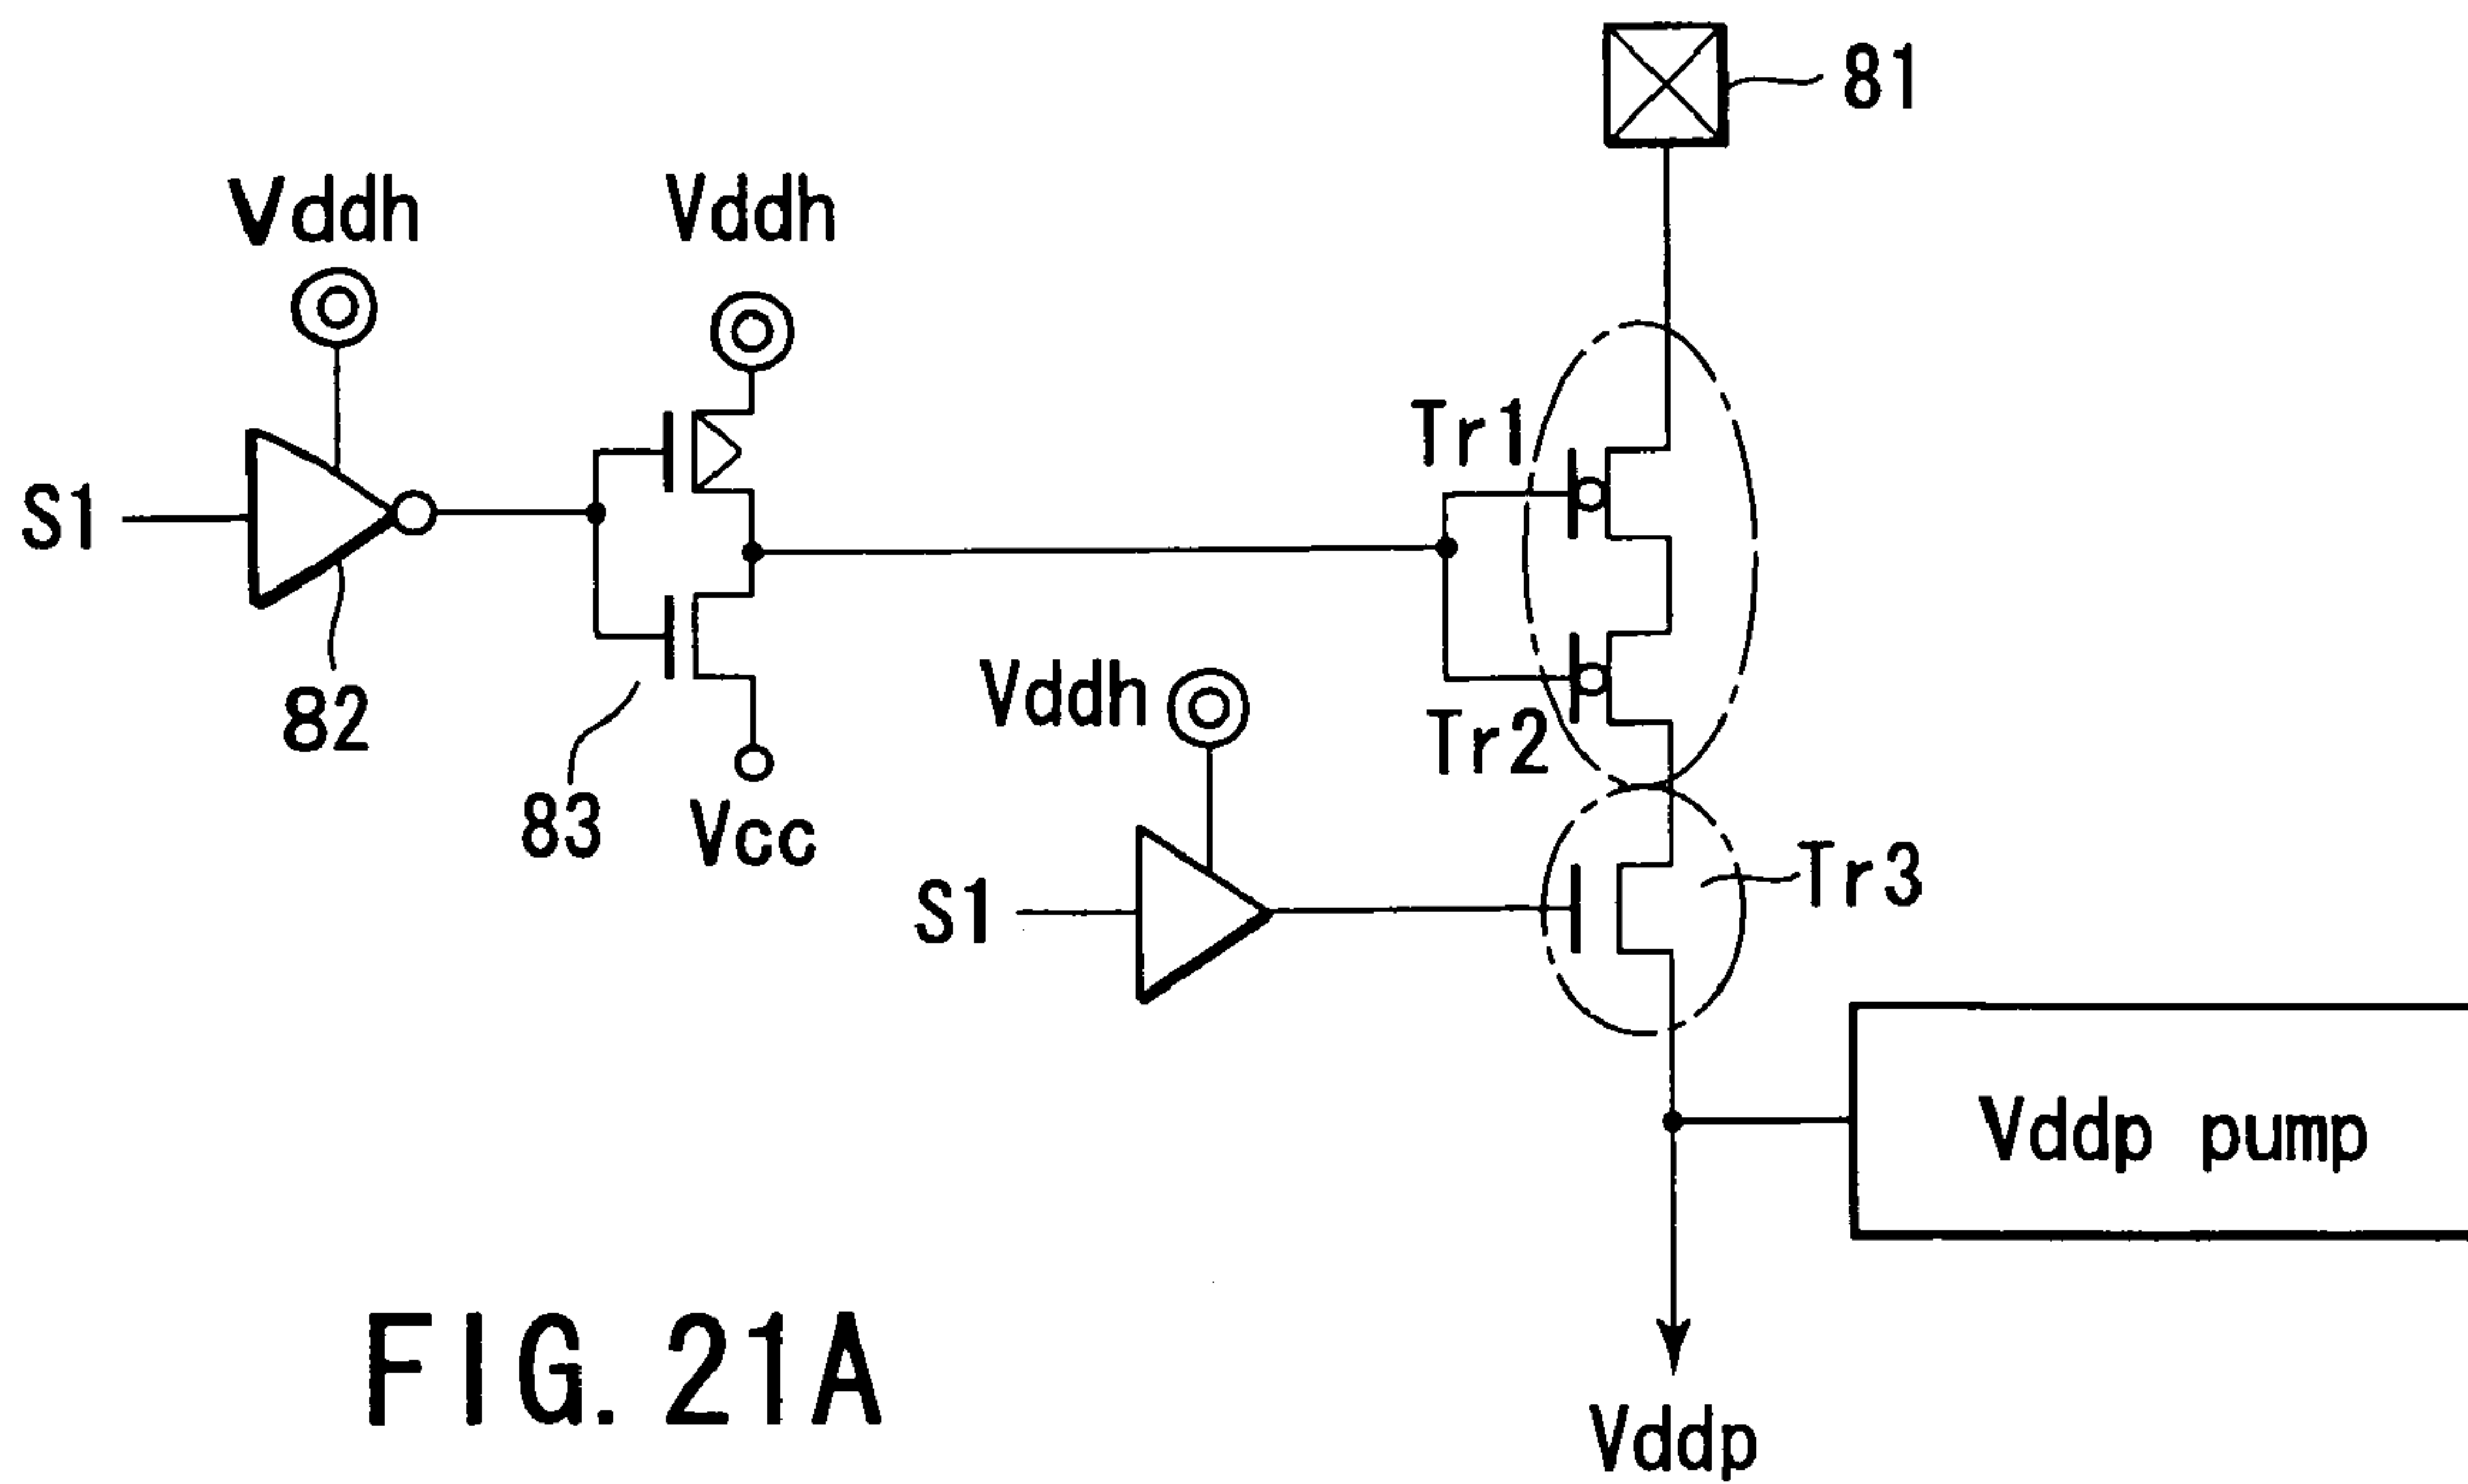 81
Vddh
Vddh
S1
Tr1
82
83
Vcc
Vddh
Tr2
S1
Tr3
Vddp pump
Vddp
FIG. 21A